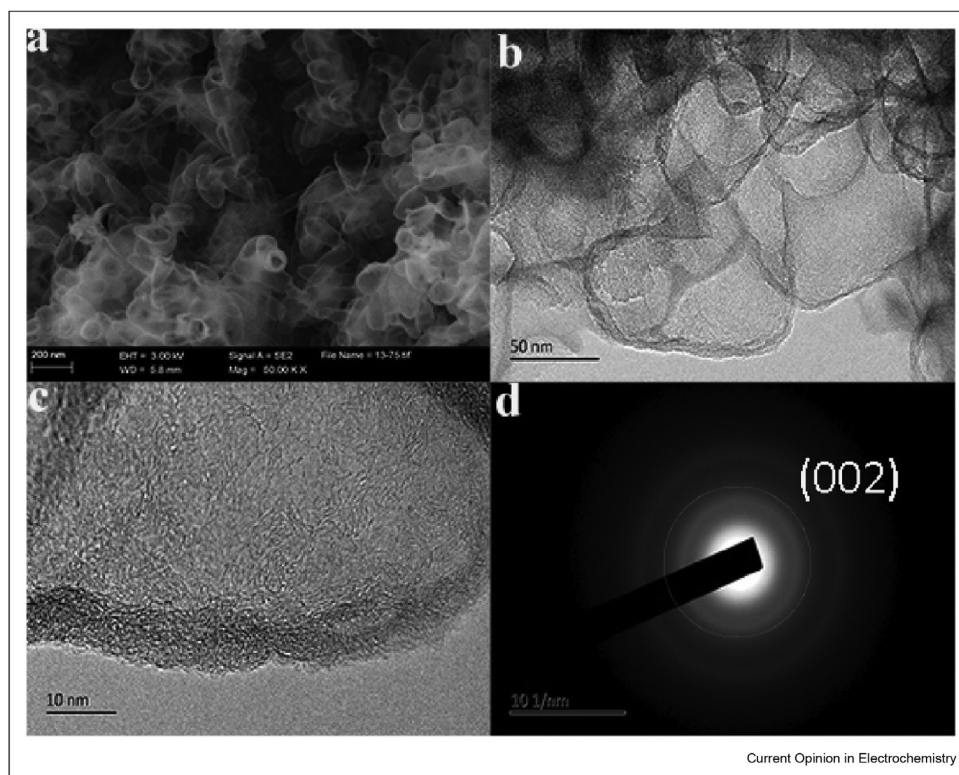 a
b
200 nm
EHT = 3.00 kV
Signal A = SE2
File Name = 13-75.tif
WD = 5.8 mm
Mag = 50.00 K X
50 nm
c
d
(002)
10 nm
10 1/nm
Current Opinion in Electrochemistry